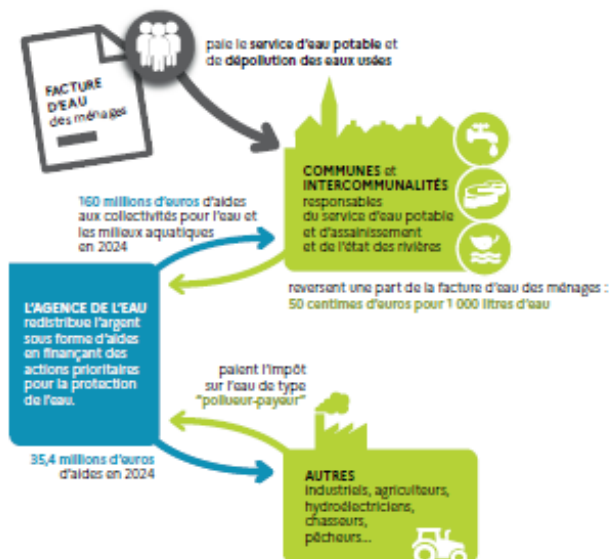 FACTURE
D'EAU
des ménages
paie le service d'eau potable et
de dépollution des eaux usées
COMMUNES et
INTERCOMMUNALITÉS
responsables
du service d'eau potable
et d'assainissement
et de l'état des rivières
160 millions d'euros d'aides
aux collectivités pour l'eau et
les milieux aquatiques
en 2024
reversent une part de la facture d'eau des ménages :
50 centimes d'euros pour 1 000 litres d'eau
L'AGENCE DE L'EAU
redistribue l'argent
sous forme d'aides
en finançant des
actions prioritaires
pour la protection
de l'eau.
paient l'impôt
sur l'eau de type
"pollueur-payeur"
35,4 millions d'euros
d'aides en 2024
AUTRES
industriels, agriculteurs,
hydroélectriciens,
chasseurs,
pêcheurs...